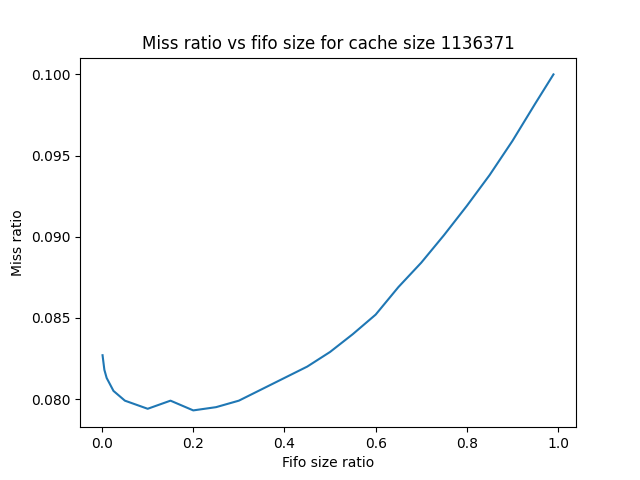 Miss ratio vs fifo size for cache size 1136371
0.100
0.095
0.090
0.085
0.080
Miss ratio
0.0 0.2 0.4 0.6 0.8 1.0
Fifo size ratio